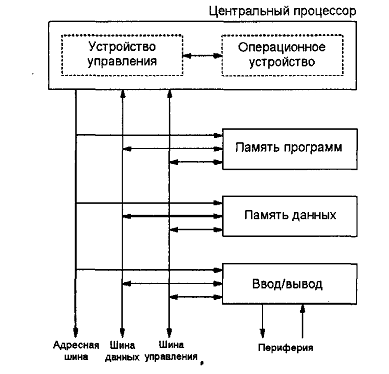 Центральный процессор
Устройство
управления
Операционное
устройство
Память программ
Память данных
Ввод/вывод
Адресная
шина
Шина
данных
Шина
управления
Периферия